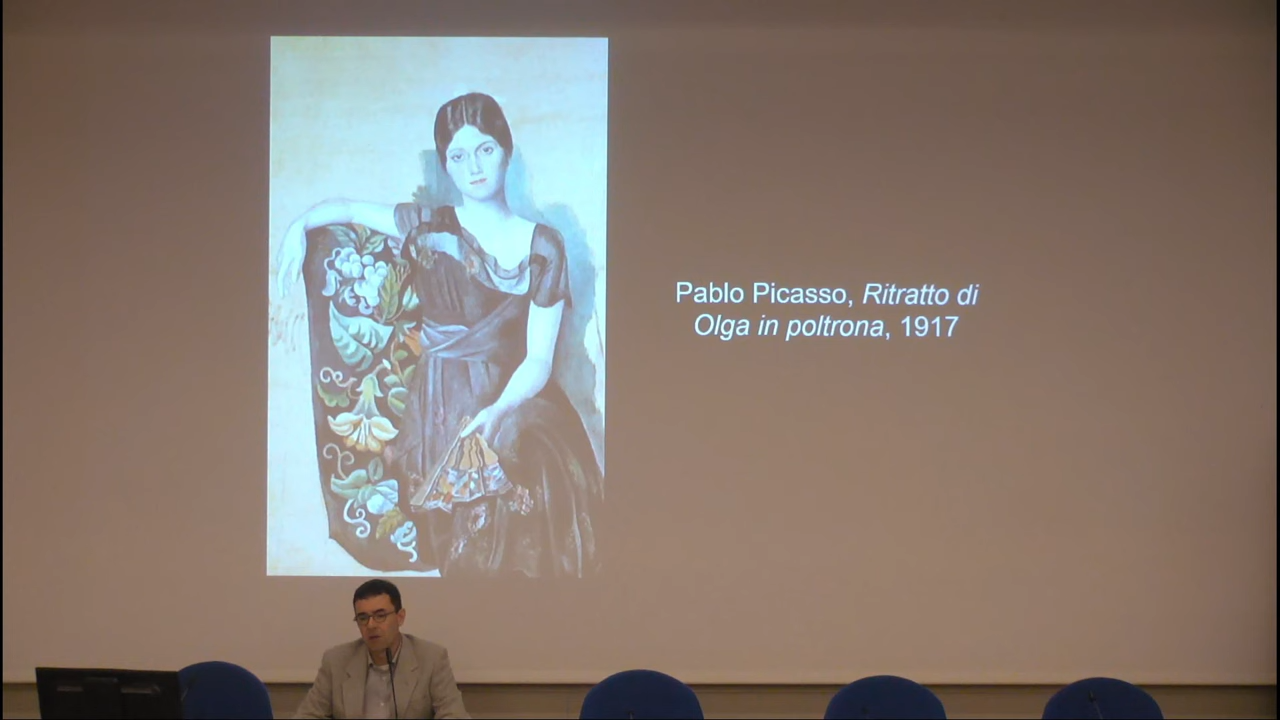 Pablo Picasso, Ritratto di
Olga in poltrona, 1917